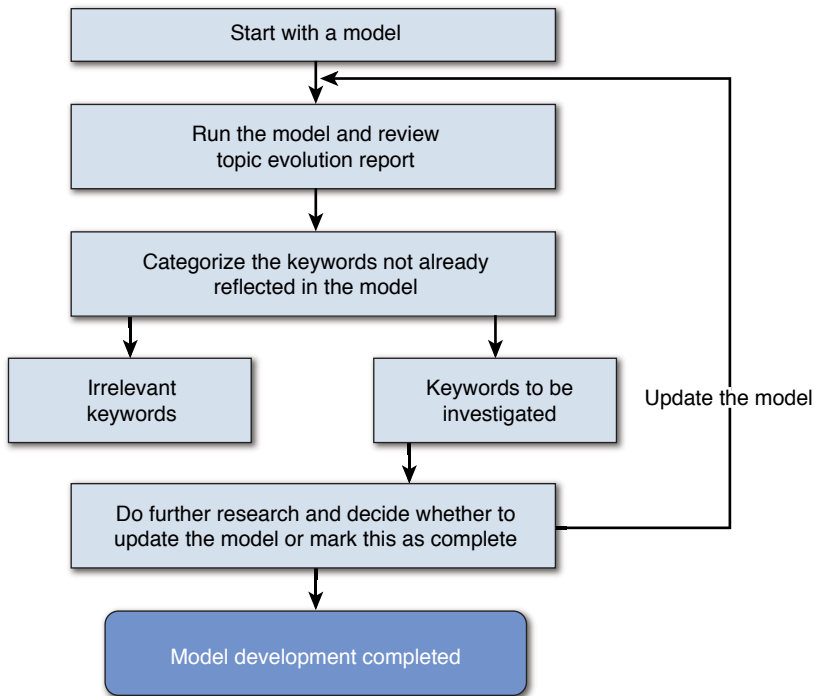 Start with a model
Run the model and review
topic evolution report
Categorize the keywords not already
reflected in the model
Irrelevant
keywords
Keywords to be
investigated
Update the model
Do further research and decide whether to
update the model or mark this as complete
Model development completed